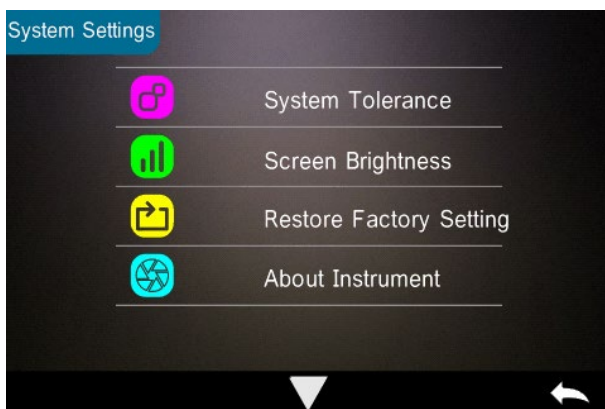 System Settings
System Tolerance
Screen Brightness
Restore Factory Setting
About Instrument